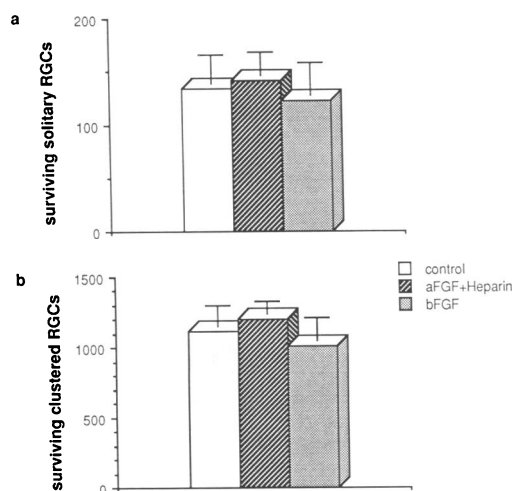 a
surviving solitary RGCs
200
100
0
b
surviving clustered RGCs
1500
1000
500
0
control
aFGF+Heparin
bFGF